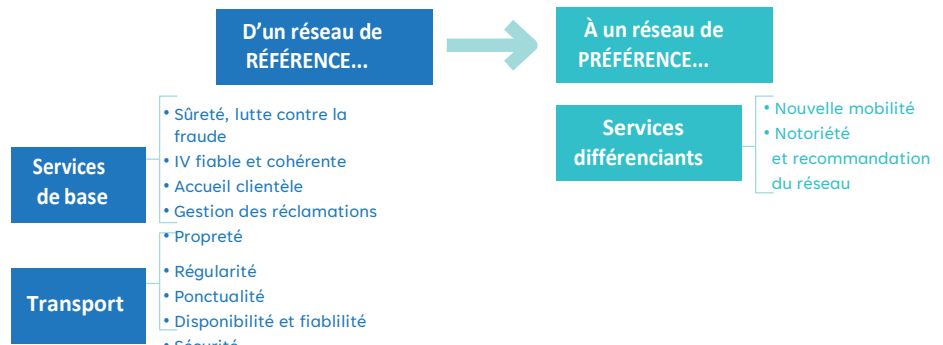 D’un réseau de
RÉFÉRENCE...
À un réseau de
PRÉFÉRENCE...
Services
de base
• Sûreté, lutte contre la
fraude
• IV fiable et cohérente
• Accueil clientèle
• Gestion des réclamations
• Propreté
Transport
• Régularité
• Ponctualité
• Disponibilité et fiablilité
• Sécurité
Services
différenciants
• Nouvelle mobilité
• Notoriété
et recommandation
du réseau